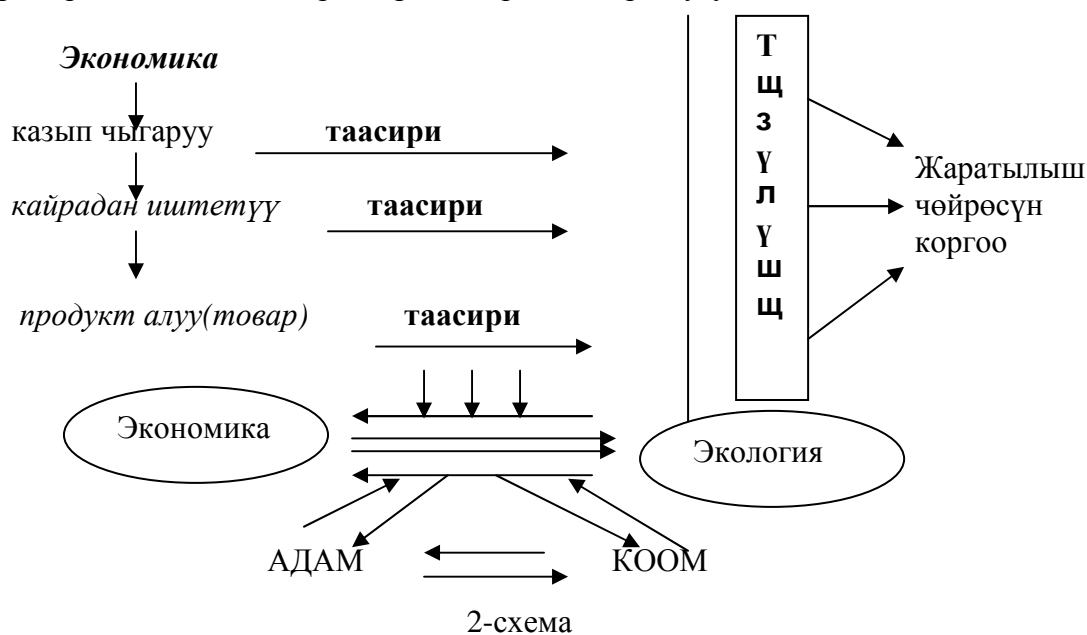 Экономика
казып чыгаруу таасири
кайрадан иштетүү таасири
продукт алуу(товар) таасири
Т
щ
з
ү
л
ү
ш
щ
Жаратылыш
чөйрөсүн
коргоо
Экономика
Экология
АДАМ КООМ
2-схема